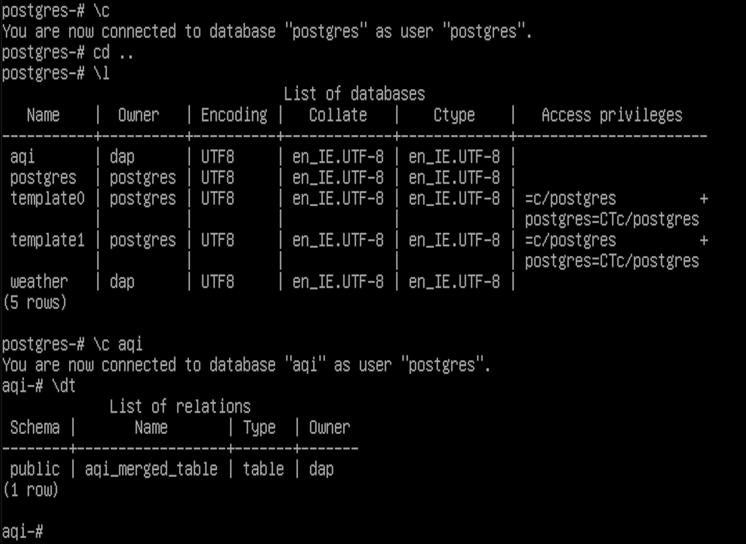 postgres-# \c
You are now connected to database "postgres" as user "postgres".
postgres-# cd ..
postgres-# \l
                                  List of databases
   Name    |  Owner   | Encoding |   Collate   |    Ctype    |   Access privileges
-----------+----------+----------+-------------+-------------+-----------------------
 aqi       | dap      | UTF8     | en_IE.UTF-8 | en_IE.UTF-8 |
 postgres  | postgres | UTF8     | en_IE.UTF-8 | en_IE.UTF-8 |
 template0 | postgres | UTF8     | en_IE.UTF-8 | en_IE.UTF-8 | =c/postgres          +
           |          |          |             |             | postgres=CTc/postgres
 template1 | postgres | UTF8     | en_IE.UTF-8 | en_IE.UTF-8 | =c/postgres          +
           |          |          |             |             | postgres=CTc/postgres
 weather   | dap      | UTF8     | en_IE.UTF-8 | en_IE.UTF-8 |
(5 rows)

postgres-# \c aqi
You are now connected to database "aqi" as user "postgres".
aqi-# \dt
             List of relations
 Schema |       Name       | Type  | Owner
--------+------------------+-------+-------
 public | aqi_merged_table | table | dap
(1 row)

aqi-#